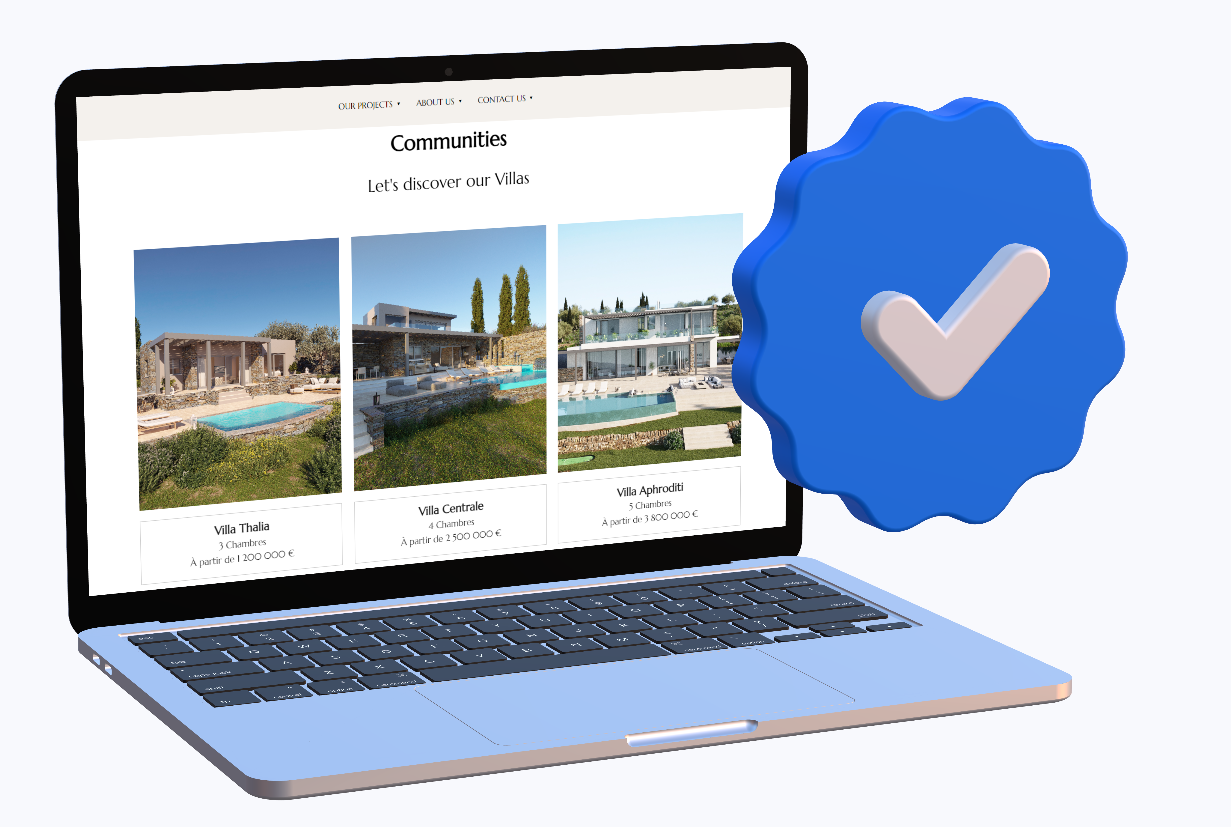 OUR PROJECTS ▾ ABOUT US ▾ CONTACT US ▾
Communities
Let's discover our Villas
Villa Thalia
3 Chambres
À partir de 1 200 000 €
Villa Centrale
4 Chambres
À partir de 2 500 000 €
Villa Aphroditi
5 Chambres
À partir de 3 800 000 €